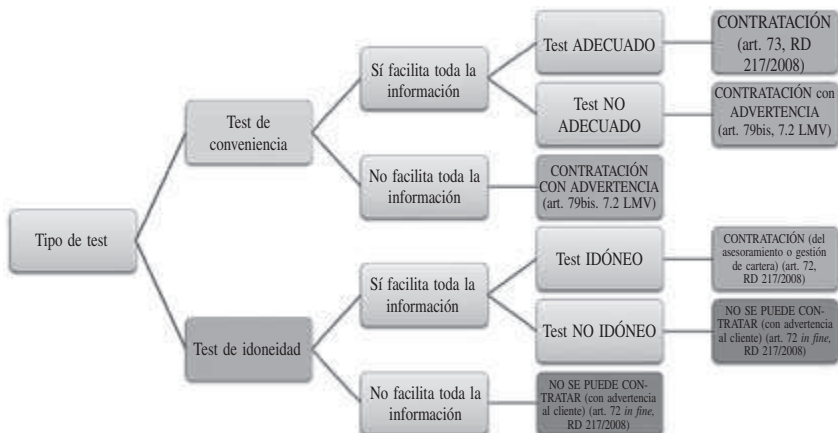 Tipo de test
Test de
conveniencia
Sí facilita toda la
información
Test ADECUADO
CONTRATACIÓN
(art. 73, RD
217/2008)
Test NO
ADECUADO
CONTRATACIÓN con
ADVERTENCIA
(art. 79bis, 7.2 LMV)
No facilita toda la
información
CONTRATACIÓN
CON ADVERTENCIA
(art. 79bis. 7.2 LMV)
Test de idoneidad
Sí facilita toda la
información
Test IDÓNEO
CONTRATACIÓN (del
asesoramiento o gestión
de cartera) (art. 72,
RD 217/2008)
Test NO IDÓNEO
NO SE PUEDE CON-
TRATAR (con advertencia
al cliente) (art. 72 in fine,
RD 217/2008)
No facilita toda la
información
NO SE PUEDE CON-
TRATAR (con advertencia
al cliente) (art. 72 in fine,
RD 217/2008)